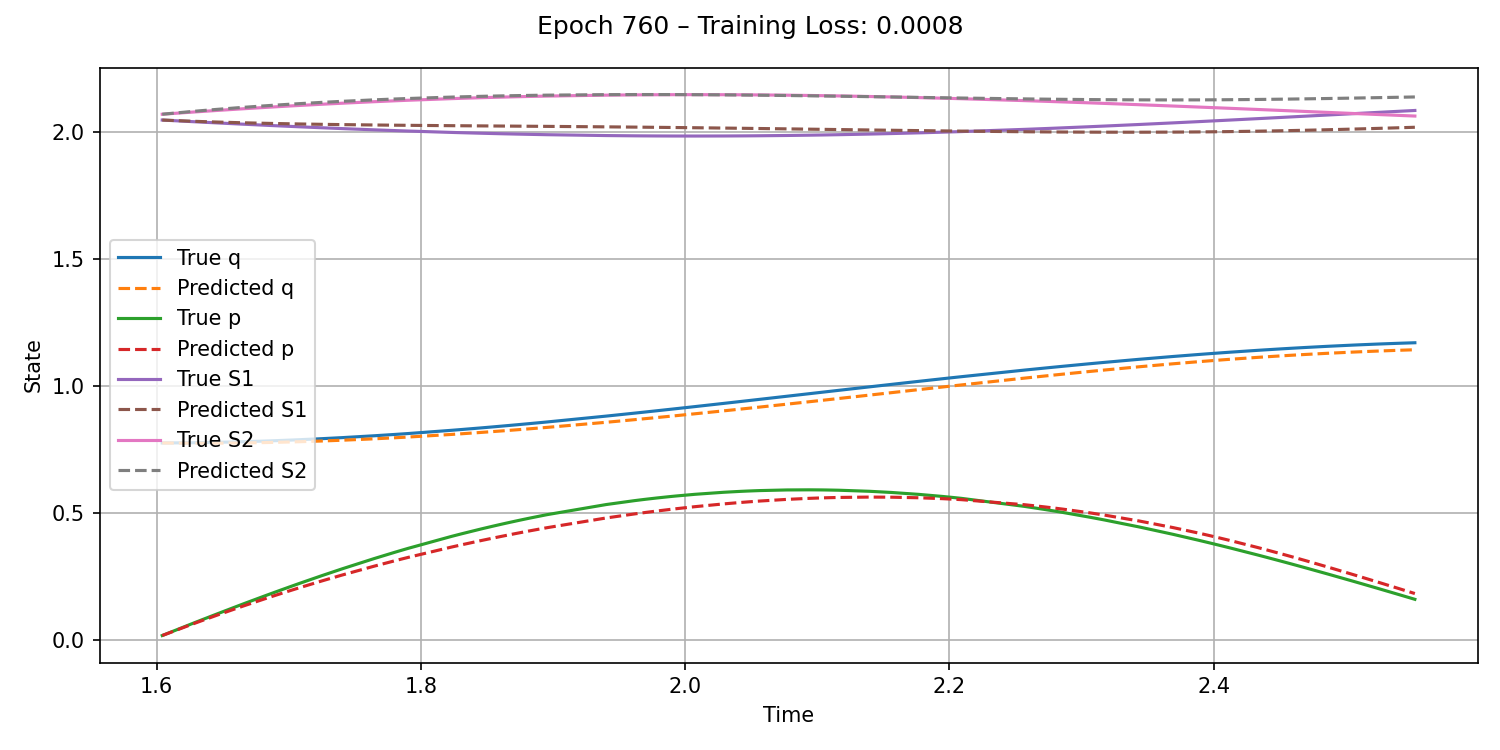 Epoch 760 – Training Loss: 0.0008
State
2.0
1.5
1.0
0.5
0.0
True q
Predicted q
True p
Predicted p
True S1
Predicted S1
True S2
Predicted S2
1.6
1.8
2.0
2.2
2.4
Time